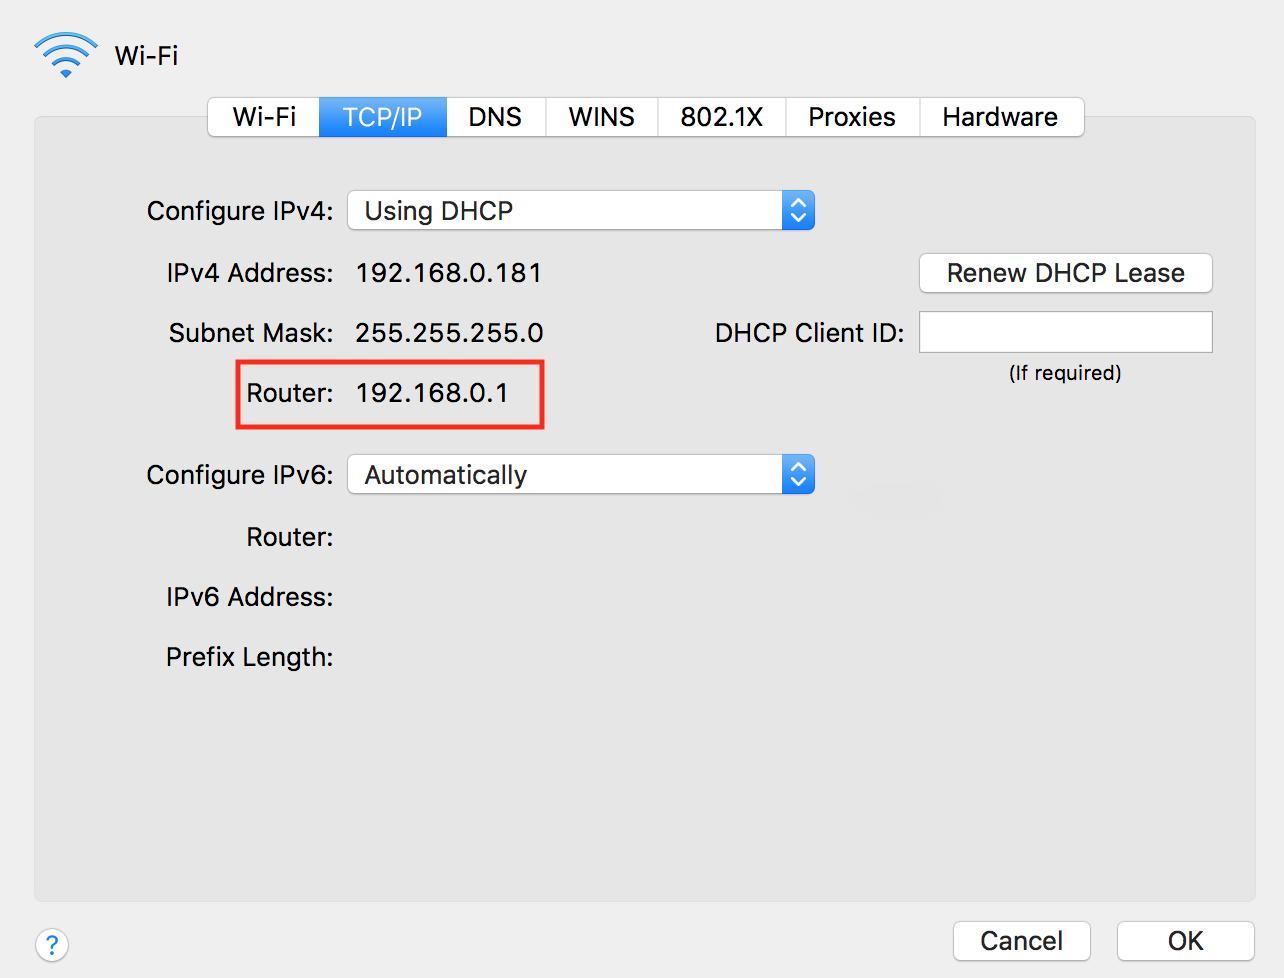 Wi-Fi
Wi-Fi TCP/IP DNS WINS 802.1X Proxies Hardware
Configure IPv4: Using DHCP
IPv4 Address: 192.168.0.181 Renew DHCP Lease
Subnet Mask: 255.255.255.0 DHCP Client ID:
(If required)
Router: 192.168.0.1
Configure IPv6: Automatically
Router:
IPv6 Address:
Prefix Length:
? Cancel OK